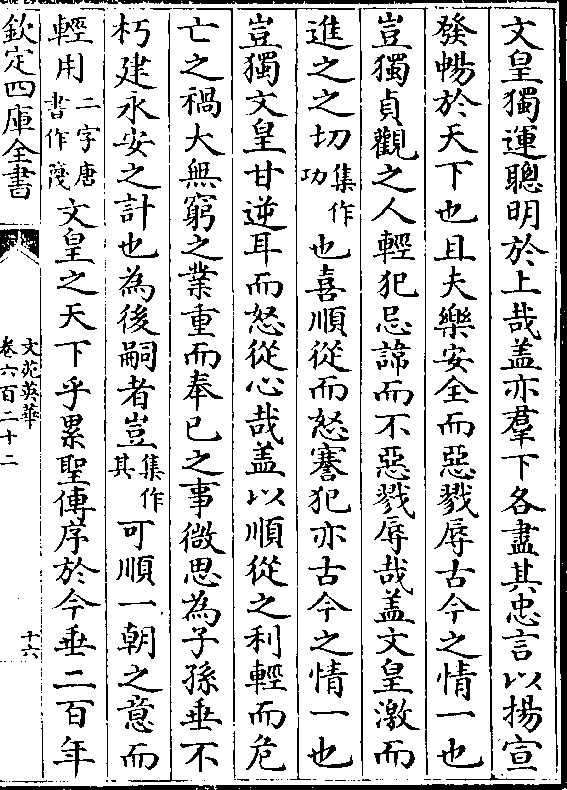 文皇獨運聰明於上哉盖亦羣下各盡其忠言以揚宣
發暢於天下也且夫樂安全而惡戮辱古今之情一也
豈獨貞觀之人輕犯忌諱而不惡戮辱哉盖文皇激而
進之之切集作功也喜順從而怒謇犯亦古今之情一也
豈獨文皇甘逆耳而怒從心哉盖以順從之利輕而危
亡之禍大無窮之業重而奉己之事微思為子孫垂不
朽建永安之計也為後嗣者豈集作其可順一朝之意而
輕用二字唐書作蔑文皇之天下乎累聖傳序於今垂二百年
欽定四庫全書
文苑英華
卷六百二十二
十六